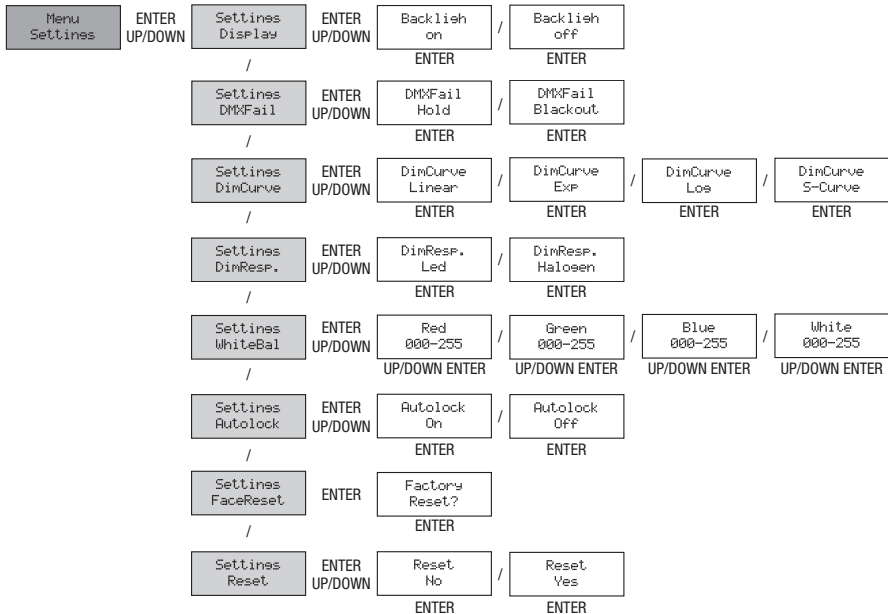 Menu
Settings
ENTER
UP/DOWN
Settings
Display
ENTER
UP/DOWN
Backligh
on
/
Backligh
off
ENTER
ENTER
/
Settings
DMXFail
ENTER
UP/DOWN
DMXFail
Hold
/
DMXFail
Blackout
ENTER
ENTER
/
Settings
DimCurve
ENTER
UP/DOWN
DimCurve
Linear
/
DimCurve
Exp
/
DimCurve
Log
/
DimCurve
S-Curve
ENTER
ENTER
ENTER
ENTER
/
Settings
DimResp.
ENTER
UP/DOWN
DimResp.
Led
/
DimResp.
Halogen
ENTER
ENTER
/
Settings
WhiteBal
ENTER
UP/DOWN
Red
000-255
/
Green
000-255
/
Blue
000-255
/
White
000-255
UP/DOWN ENTER
UP/DOWN ENTER
UP/DOWN ENTER
UP/DOWN ENTER
/
Settings
Autolock
ENTER
UP/DOWN
Autolock
On
/
Autolock
Off
ENTER
ENTER
/
Settings
FaceReset
ENTER
Factory
Reset?
ENTER
/
Settings
Reset
ENTER
UP/DOWN
Reset
No
/
Reset
Yes
ENTER
ENTER